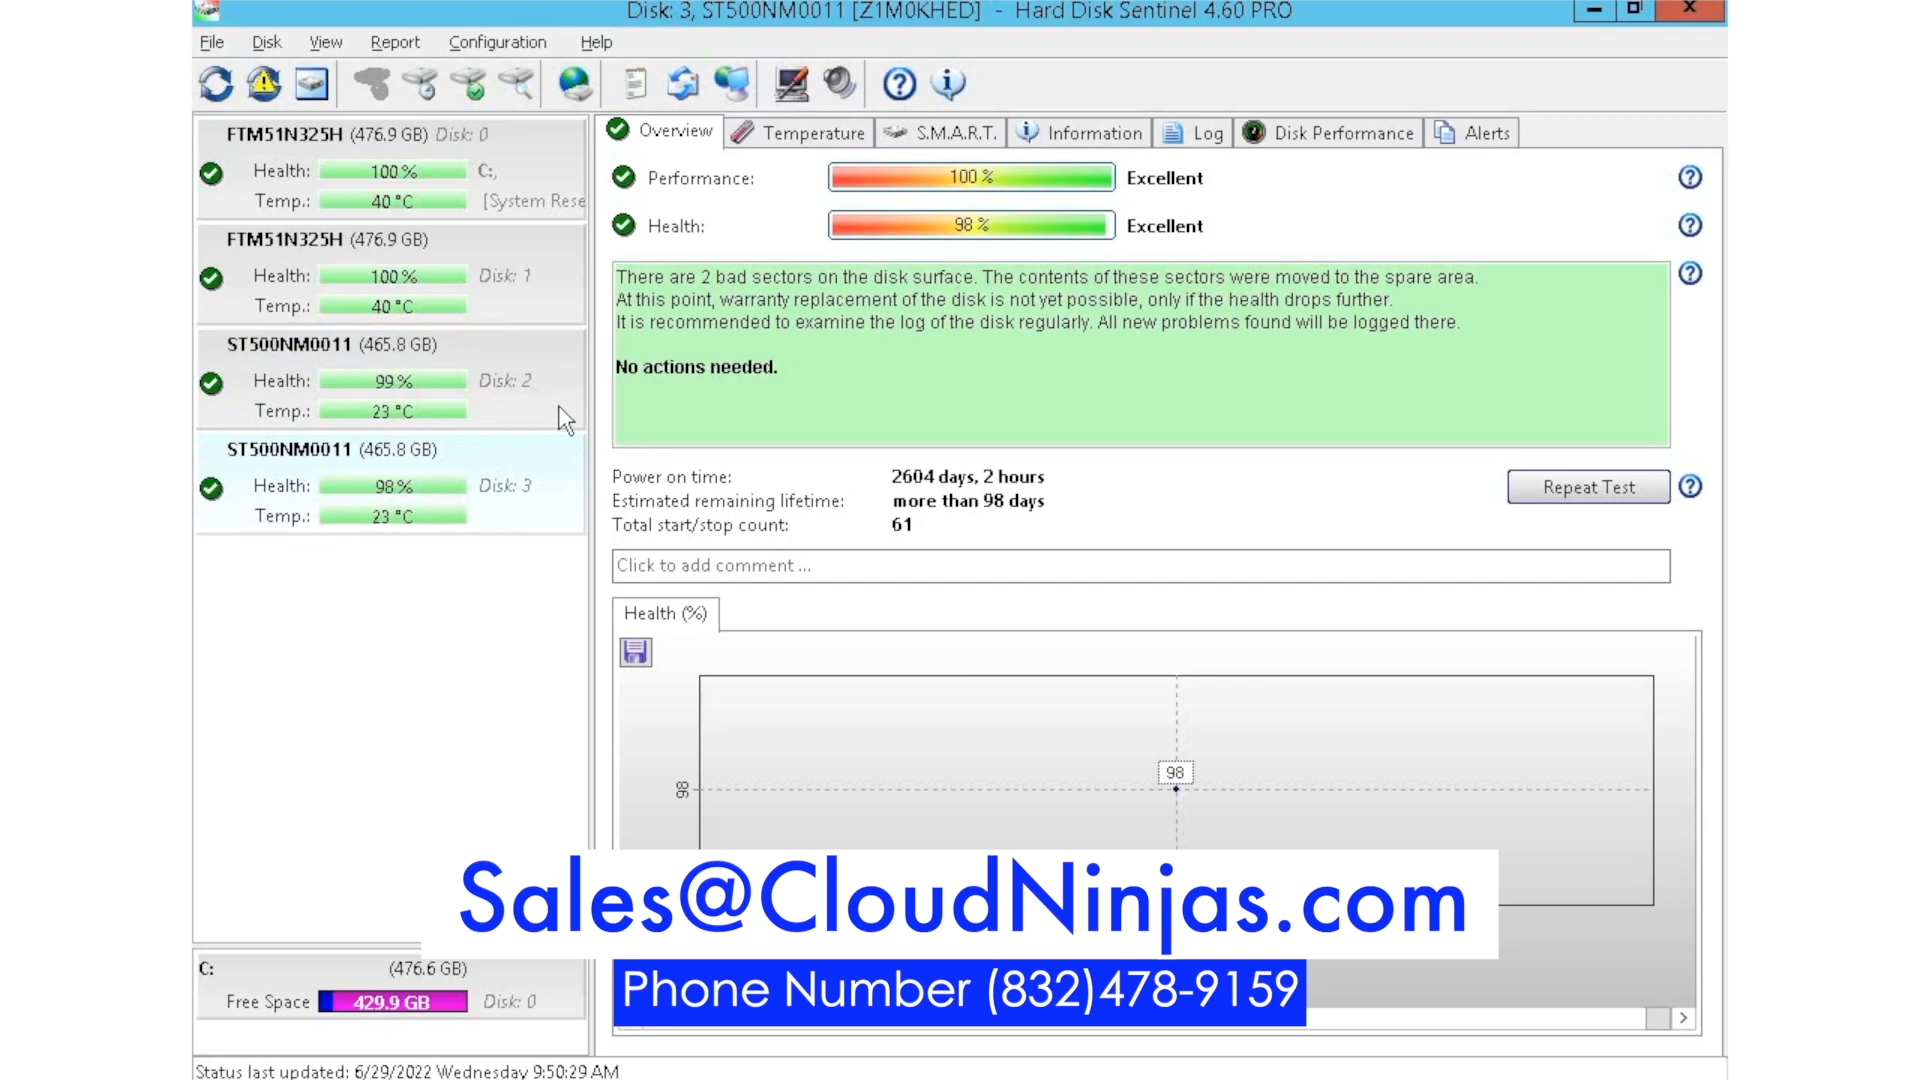 Disk: 3, ST500NM0011 [Z1M0KHED] - Hard Disk Sentinel 4.60 PRO
File Disk View Report Configuration Help
FTM51N325H (476.9 GB) Disk: 0
Health: 100 % C:,
Temp.: 40 °C [System Rese
FTM51N325H (476.9 GB)
Health: 100 % Disk: 1
Temp.: 40 °C
ST500NM0011 (465.8 GB)
Health: 99 % Disk: 2
Temp.: 23 °C
ST500NM0011 (465.8 GB)
Health: 98 % Disk: 3
Temp.: 23 °C
C: (476.6 GB)
Free Space 429.9 GB Disk: 0
Overview Temperature S.M.A.R.T. Information Log Disk Performance Alerts
Performance: 100 % Excellent
Health: 98 % Excellent
There are 2 bad sectors on the disk surface. The contents of these sectors were moved to the spare area.
At this point, warranty replacement of the disk is not yet possible, only if the health drops further.
It is recommended to examine the log of the disk regularly. All new problems found will be logged there.
No actions needed.
Power on time: 2604 days, 2 hours
Repeat Test
Estimated remaining lifetime: more than 98 days
Total start/stop count: 61
Click to add comment ...
Health (%)
98
98
Sales@CloudNinjas.com
Phone Number (832)478-9159
Status last updated: 6/29/2022 Wednesday 9:50:29 AM